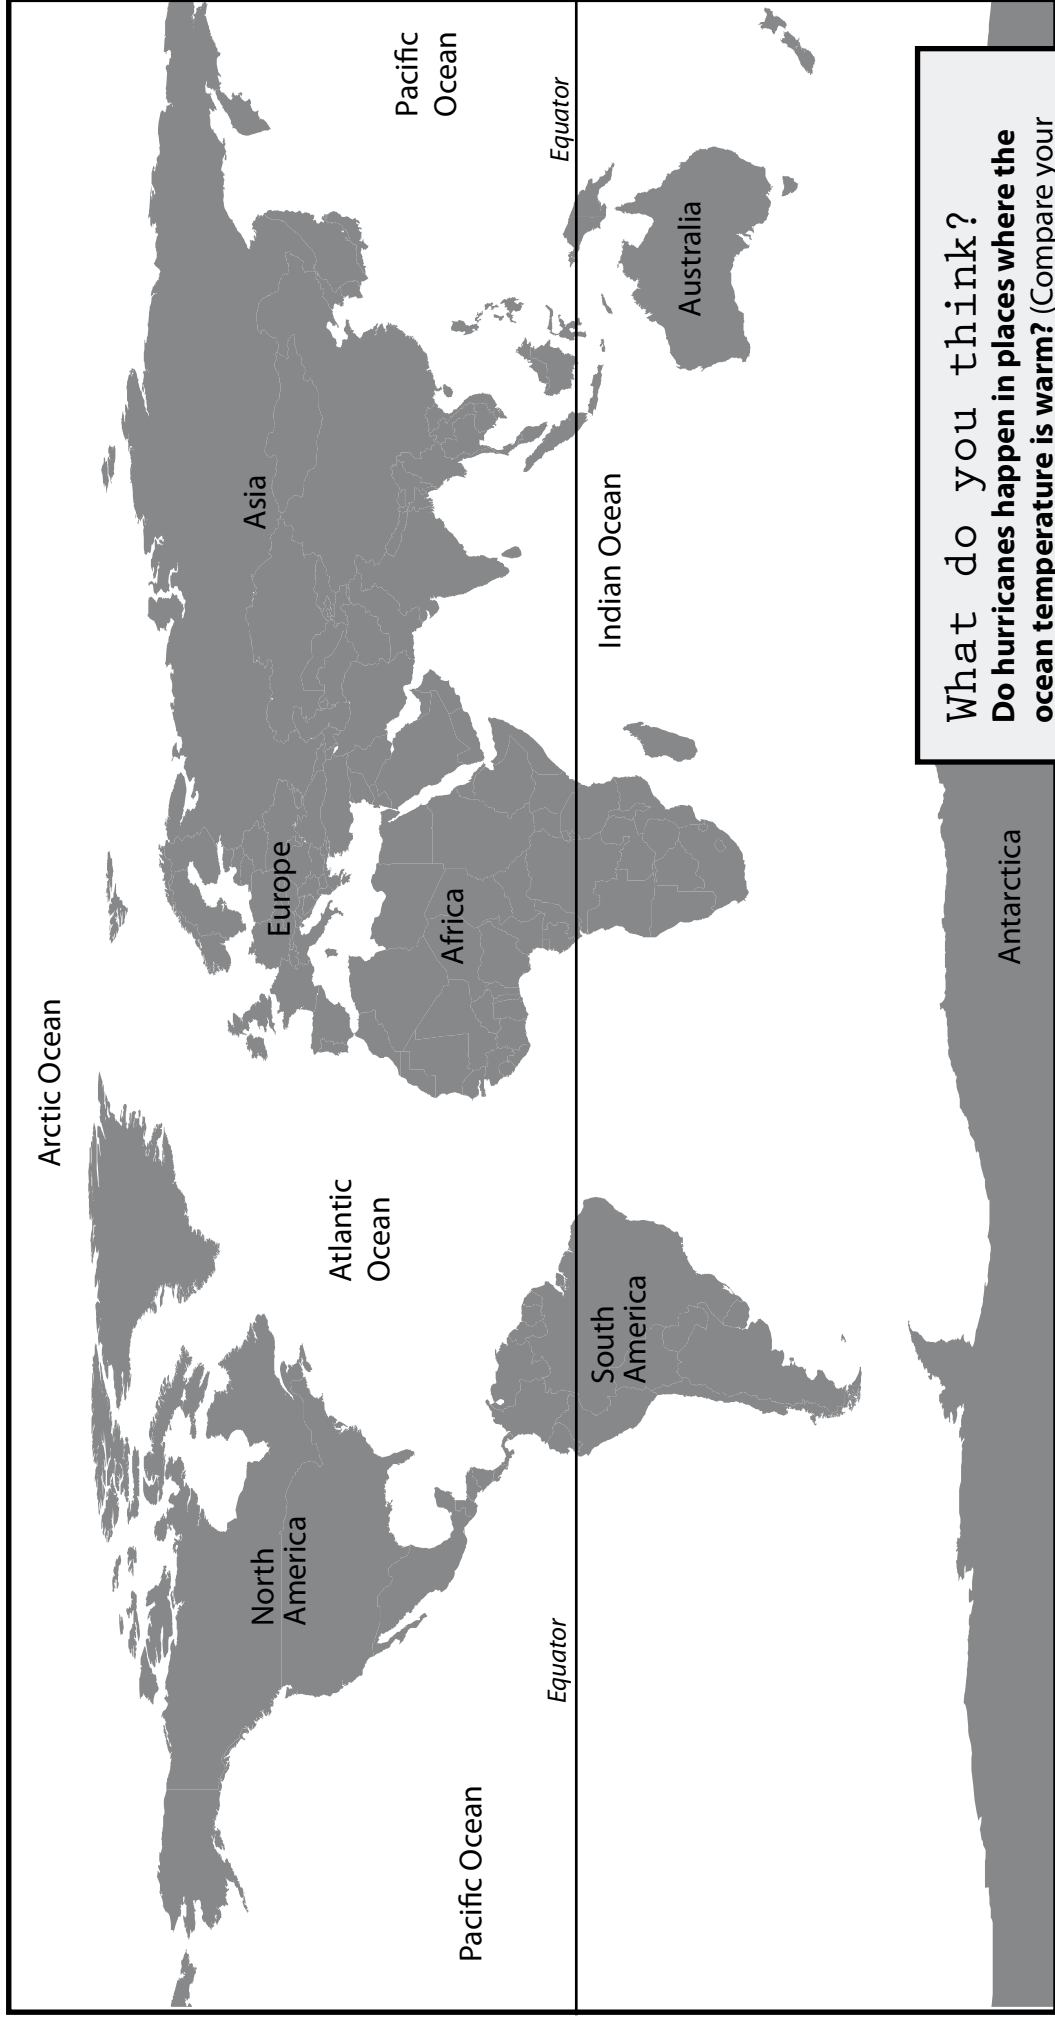 Arctic Ocean
North
America
Atlantic
Ocean
Europe
Asia
Pacific
Ocean
Africa
Pacific Ocean
Equator
Equator
South
America
Indian Ocean
Australia
Antarctica
What do you think?
Do hurricanes happen in places where the
ocean temperature is warm? (Compare your